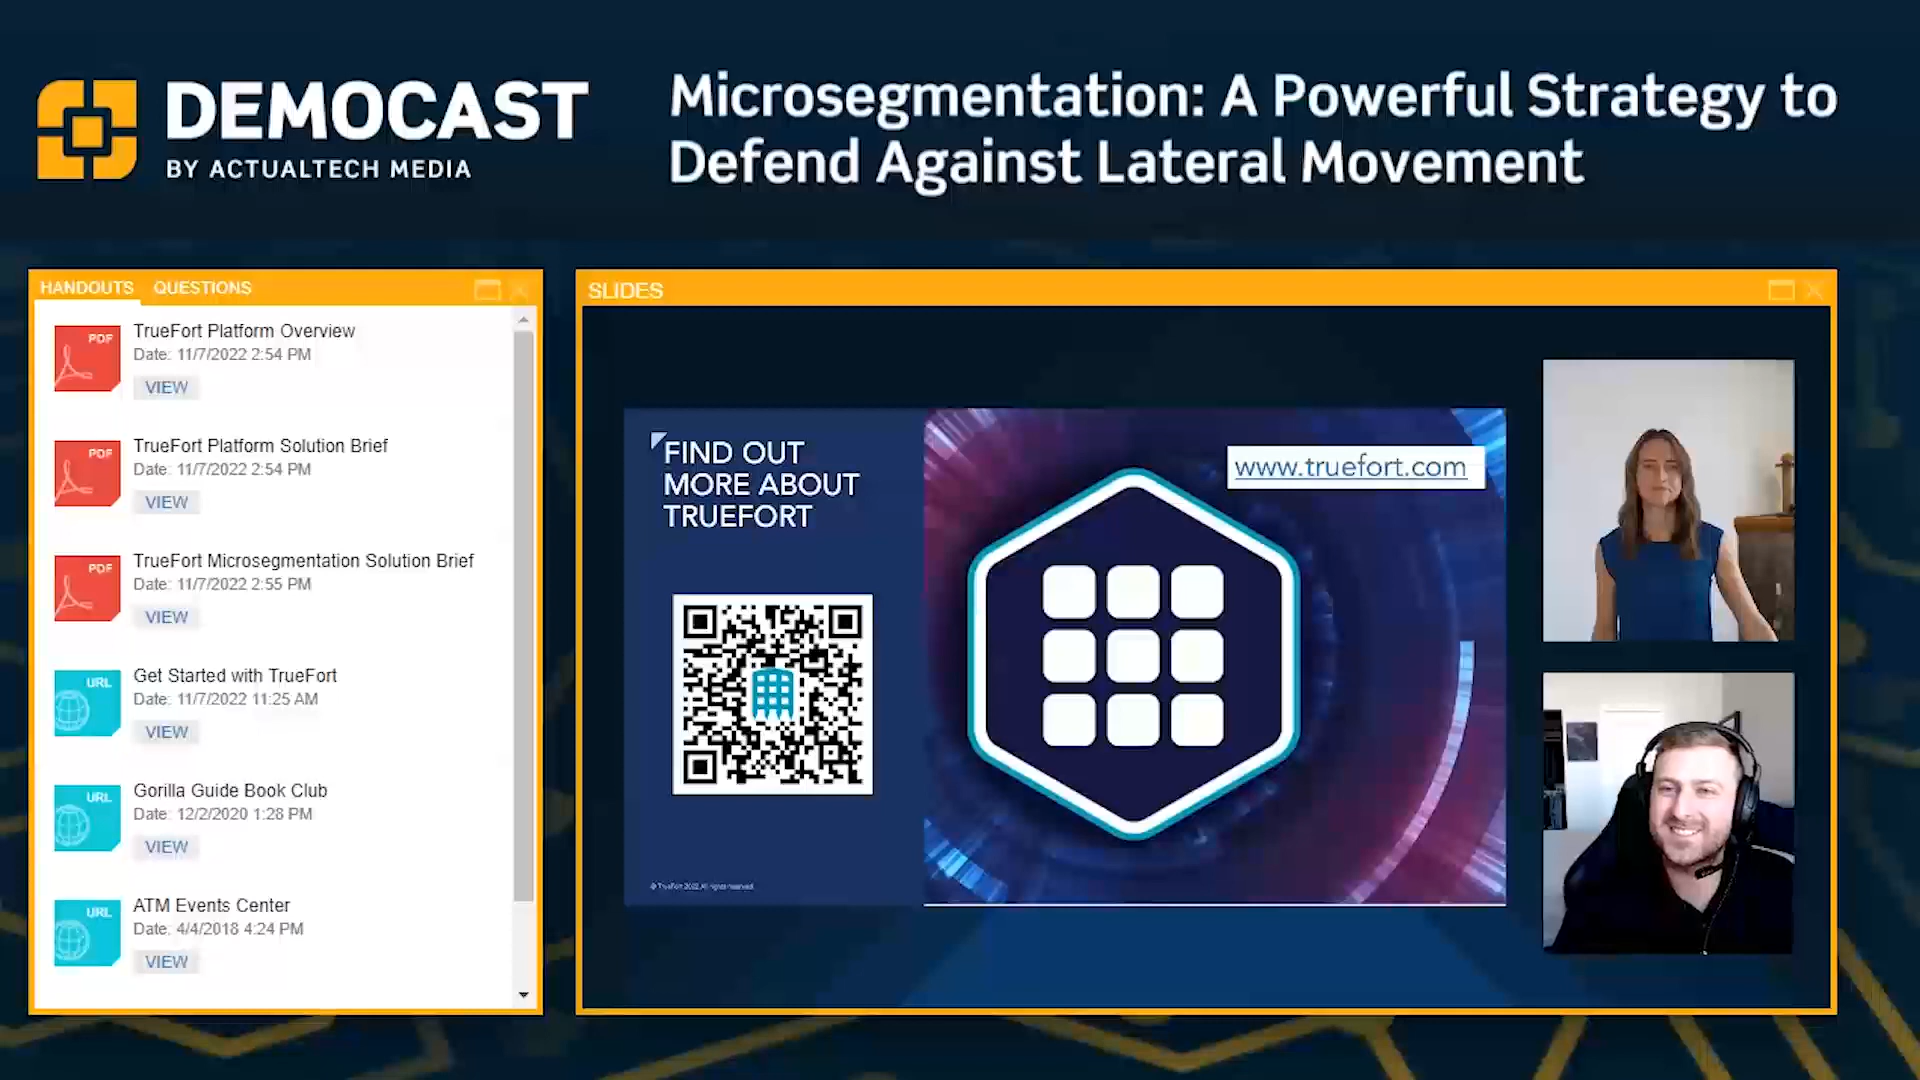 DEMOCAST
BY ACTUALTECH MEDIA
Microsegmentation: A Powerful Strategy to
Defend Against Lateral Movement
HANDOUTS QUESTIONS
PDF
TrueFort Platform Overview
Date: 11/7/2022 2:54 PM
VIEW
PDF
TrueFort Platform Solution Brief
Date: 11/7/2022 2:54 PM
VIEW
PDF
TrueFort Microsegmentation Solution Brief
Date: 11/7/2022 2:55 PM
VIEW
URL
Get Started with TrueFort
Date: 11/7/2022 11:25 AM
VIEW
URL
Gorilla Guide Book Club
Date: 12/2/2020 1:28 PM
VIEW
URL
ATM Events Center
Date: 4/4/2018 4:24 PM
VIEW
SLIDES
FIND OUT
MORE ABOUT
TRUEFORT
www.truefort.com
© TrueFort 2022. All rights reserved.